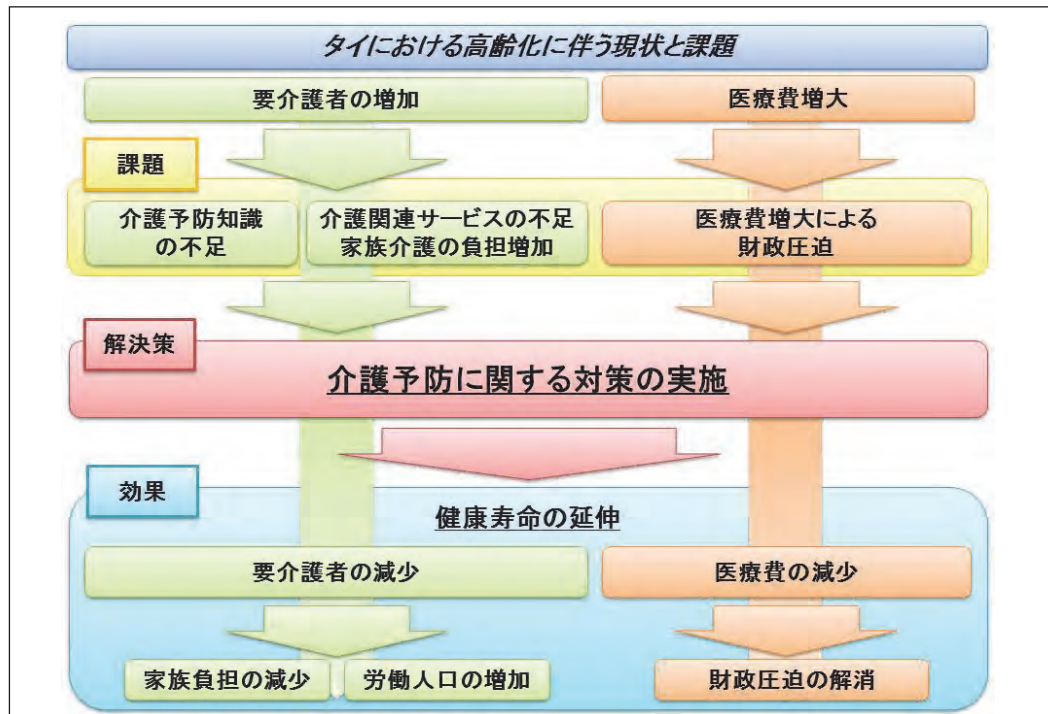 タイにおける高齢化に伴う現状と課題
要介護者の増加
医療費増大
課題
介護予防知識
の不足
介護関連サービスの不足
家族介護の負担増加
医療費増大による
財政圧迫
解決策
介護予防に関する対策の実施
効果
健康寿命の延伸
要介護者の減少
医療費の減少
家族負担の減少
労働人口の増加
財政圧迫の解消